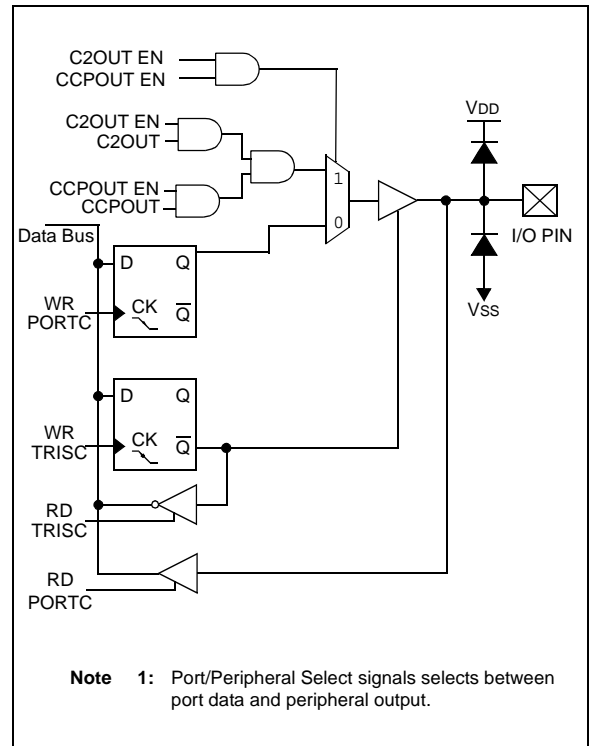 C2OUT EN
CCPOUT EN
C2OUT EN
C2OUT
CCPOUT EN
CCPOUT
1
0
VDD
I/O PIN
VSS
Data Bus
D Q
WR
PORTC
CK Q
D Q
WR
TRISC
CK Q
RD
TRISC
RD
PORTC
Note 1: Port/Peripheral Select signals selects between
port data and peripheral output.